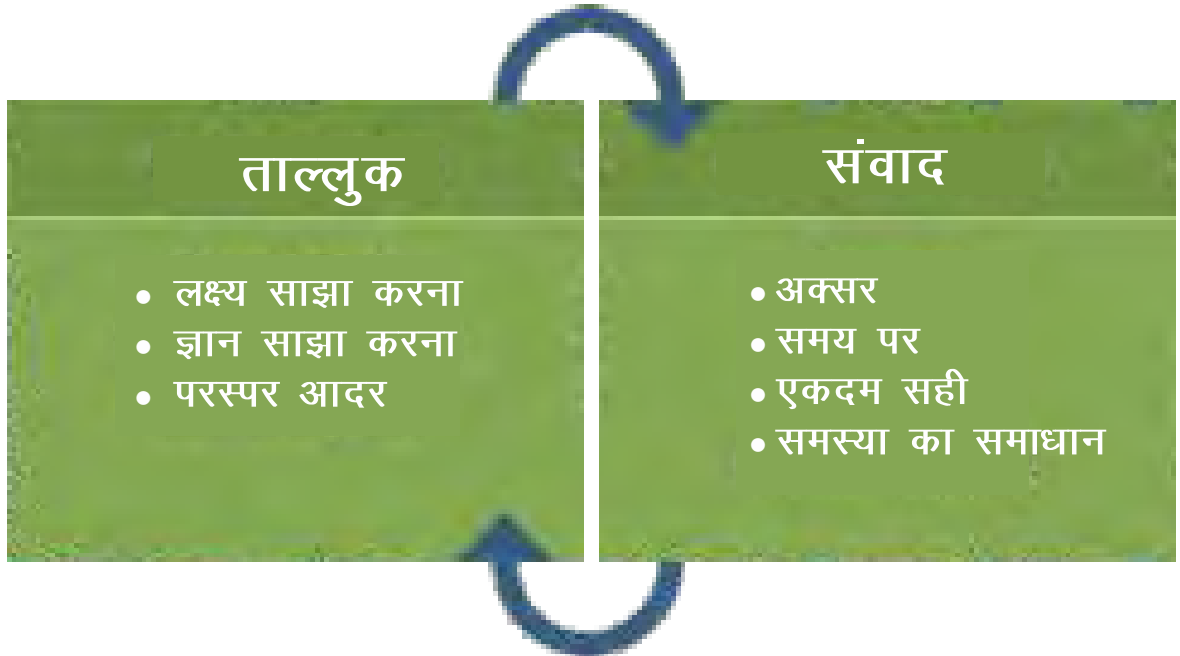 ताल्लुक
• लक्ष्य साझा करना
• ज्ञान साझा करना
• परस्पर आदर
संवाद
• अक्सर
• समय पर
• एकदम सही
• समस्या का समाधान